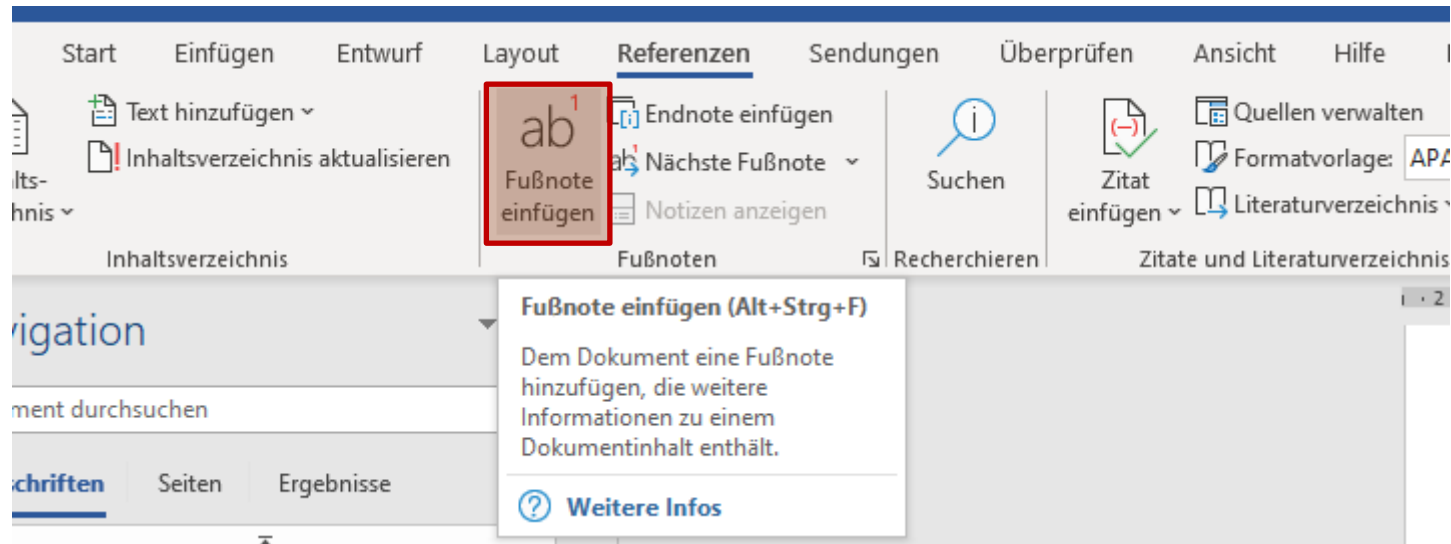 Start Einfügen Entwurf Layout Referenzen Sendungen Überprüfen Ansicht Hilfe
Text hinzufügen
Inhaltsverzeichnis aktualisieren
lts-
hnis
Inhaltsverzeichnis
ab1
Fußnote
einfügen
Endnote einfügen
ab1 Nächste Fußnote
Notizen anzeigen
Fußnoten
Suchen
Recherchieren
Zitat
einfügen
Quellen verwalten
Formatvorlage: APA
Literaturverzeichnis
Zitate und Literaturverzeichnis
Fußnote einfügen (Alt+Strg+F)
Dem Dokument eine Fußnote
hinzufügen, die weitere
Informationen zu einem
Dokumentinhalt enthält.
Weitere Infos
vigation
ment durchsuchen
schriften Seiten Ergebnisse
2